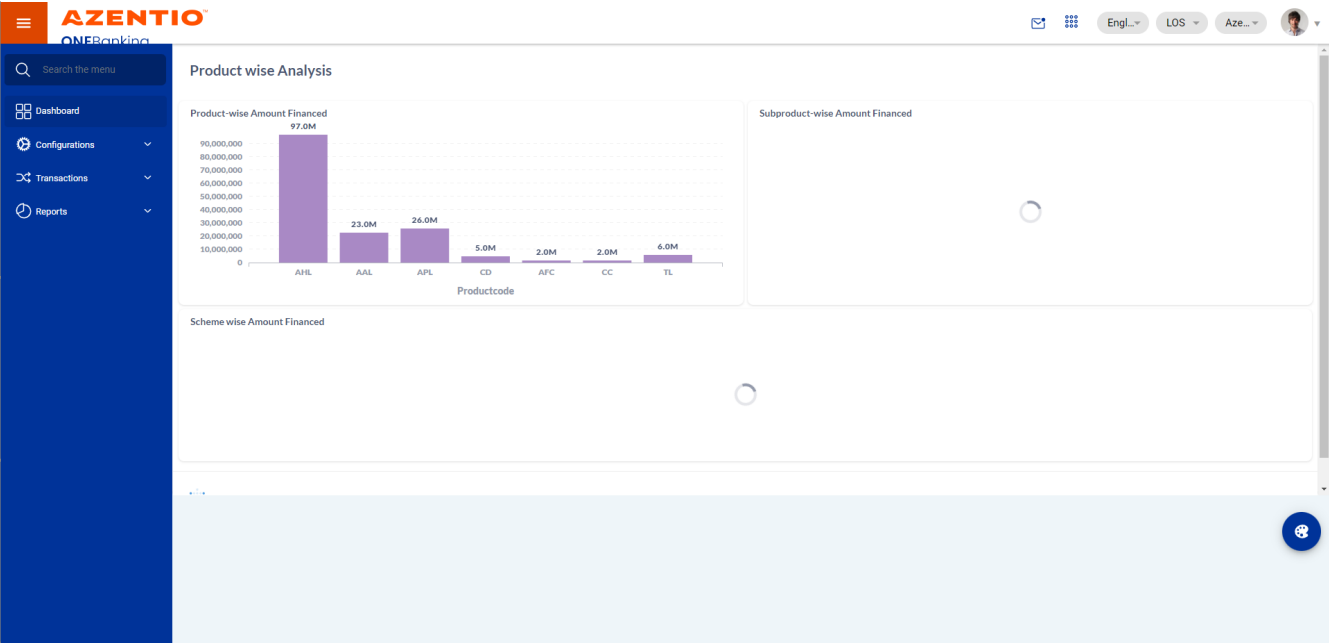 AZENTIO™
ONEBanking
Engl...
LOS
Aze...
Search the menu
Dashboard
Configurations
Transactions
Reports
Product wise Analysis
Product-wise Amount Financed
97.0M
90,000,000
80,000,000
70,000,000
60,000,000
50,000,000
40,000,000
30,000,000
20,000,000
10,000,000
0
23.0M
26.0M
5.0M
2.0M
2.0M
6.0M
AHL AAL APL CD AFC CC TL
Productcode
Subproduct-wise Amount Financed
Scheme wise Amount Financed